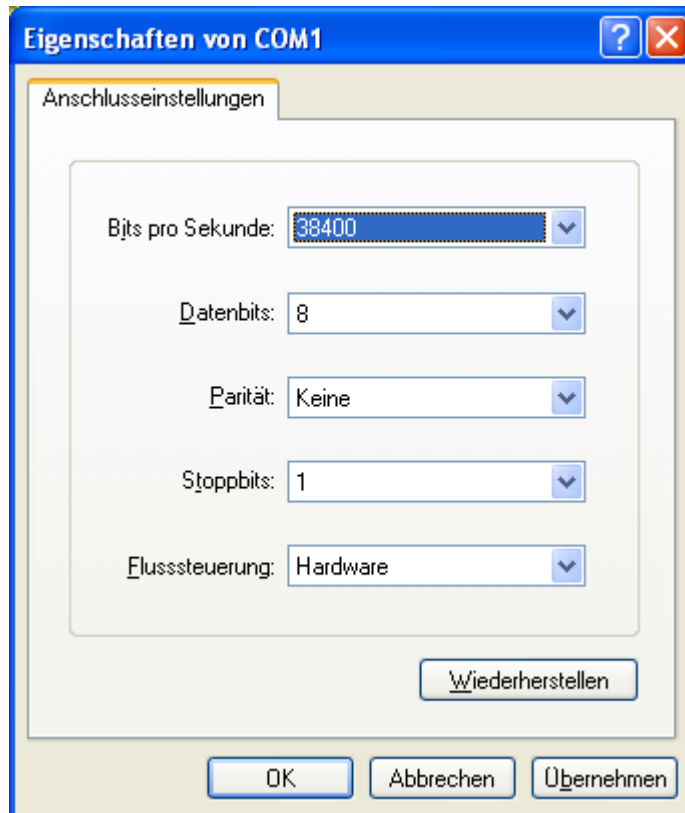 Eigenschaften von COM1
Anschlusseinstellungen
Bits pro Sekunde: 38400
Datenbits: 8
Parität: Keine
Stoppbits: 1
Flusssteuerung: Hardware
Wiederherstellen
OK Abbrechen Übernehmen